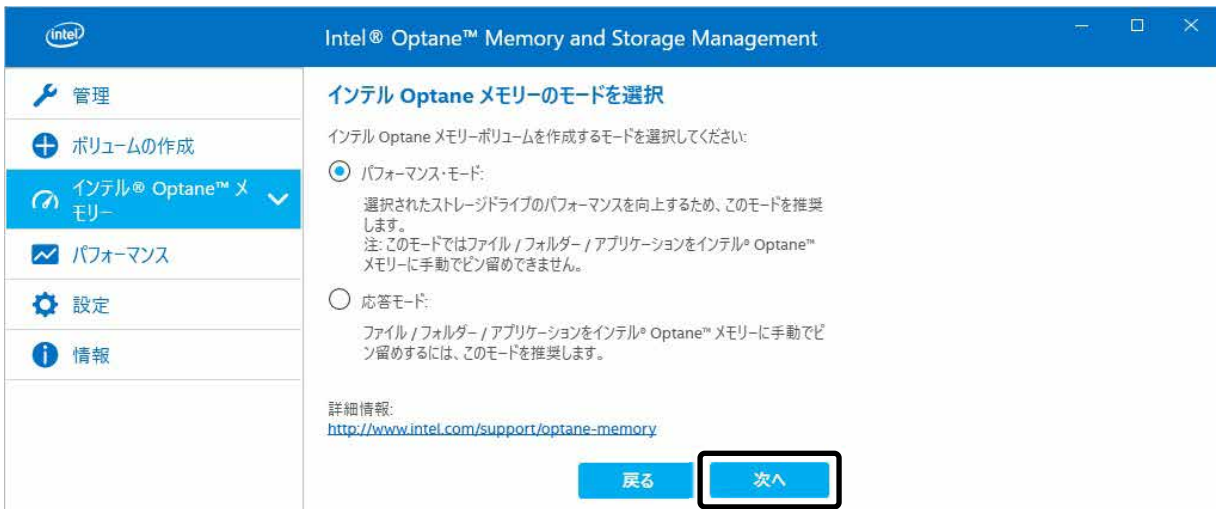 intel
Intel® Optane™ Memory and Storage Management
管理
ボリュームの作成
インテル® Optane™ メ
モリー
パフォーマンス
設定
情報
インテル Optane メモリーのモードを選択
インテル Optane メモリーボリュームを作成するモードを選択してください:
パフォーマンス・モード:
選択されたストレージドライブのパフォーマンスを向上するため、このモードを推奨
します。
注: このモードではファイル / フォルダー / アプリケーションをインテル® Optane™
メモリーに手動でピン留めできません。
応答モード:
ファイル / フォルダー / アプリケーションをインテル® Optane™ メモリーに手動でピ
ン留めするには、このモードを推奨します。
詳細情報:
http://www.intel.com/support/optane-memory
戻る
次へ